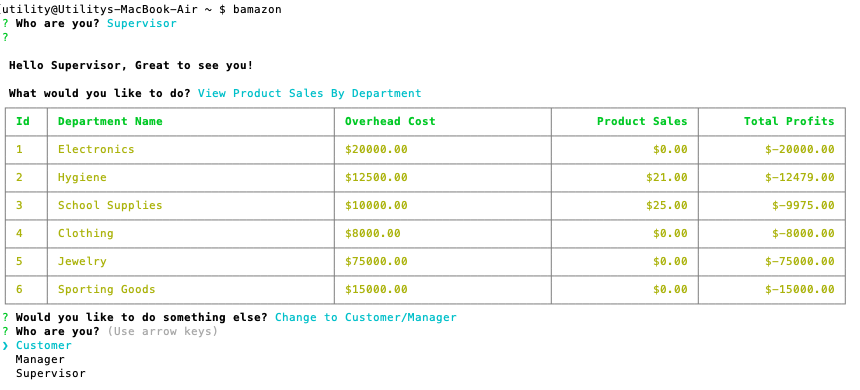 [utility@Utilitys-MacBook-Air ~ $ bamazon
? Who are you? Supervisor
?
Hello Supervisor, Great to see you!
What would you like to do? View Product Sales By Department
Id Department Name Overhead Cost Product Sales Total Profits
1 Electronics $20000.00 $0.00 $-20000.00
2 Hygiene $12500.00 $21.00 $-12479.00
3 School Supplies $10000.00 $25.00 $-9975.00
4 Clothing $8000.00 $0.00 $-8000.00
5 Jewelry $75000.00 $0.00 $-75000.00
6 Sporting Goods $15000.00 $0.00 $-15000.00
? Would you like to do something else? Change to Customer/Manager
? Who are you? (Use arrow keys)
❯ Customer
Manager
Supervisor